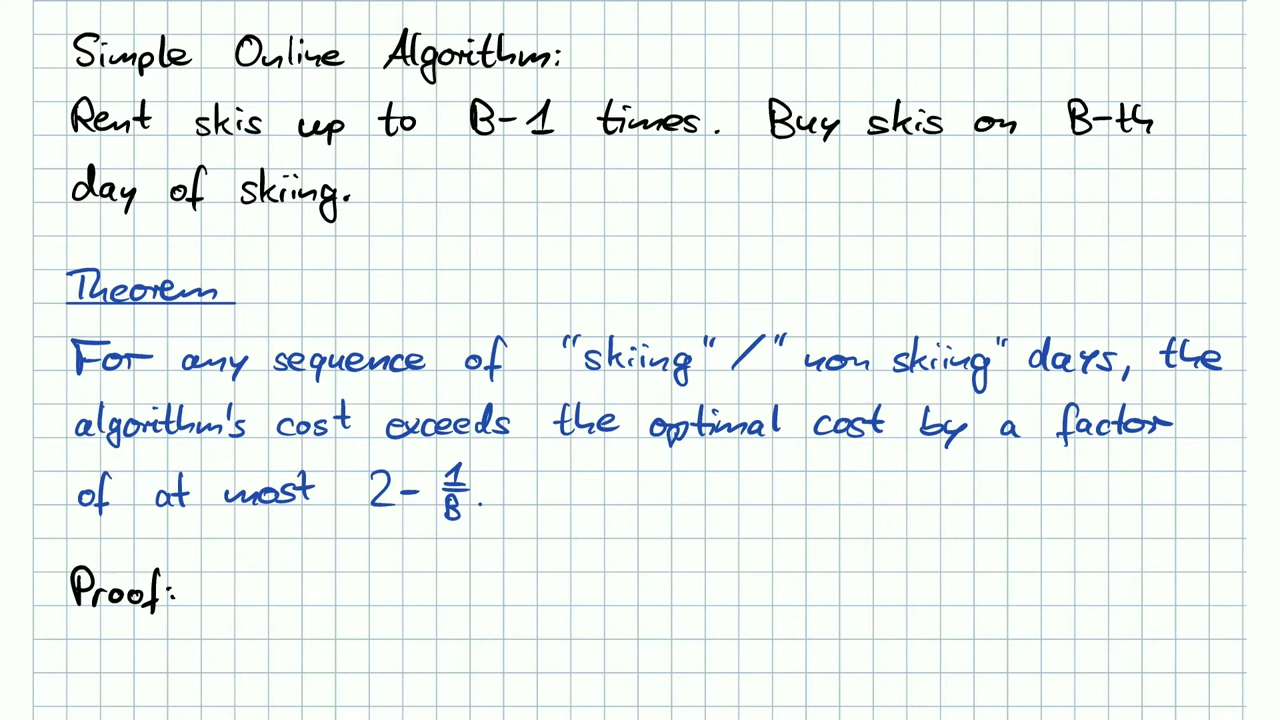 Simple Online Algorithm:
Rent skis up to B-1 times. Buy skis on B-th
day of skiing.
Theorem
For any sequence of "skiing"/"non skiing" days, the
algorithm's cost exceeds the optimal cost by a factor
of at most 2 - 1/B.
Proof: